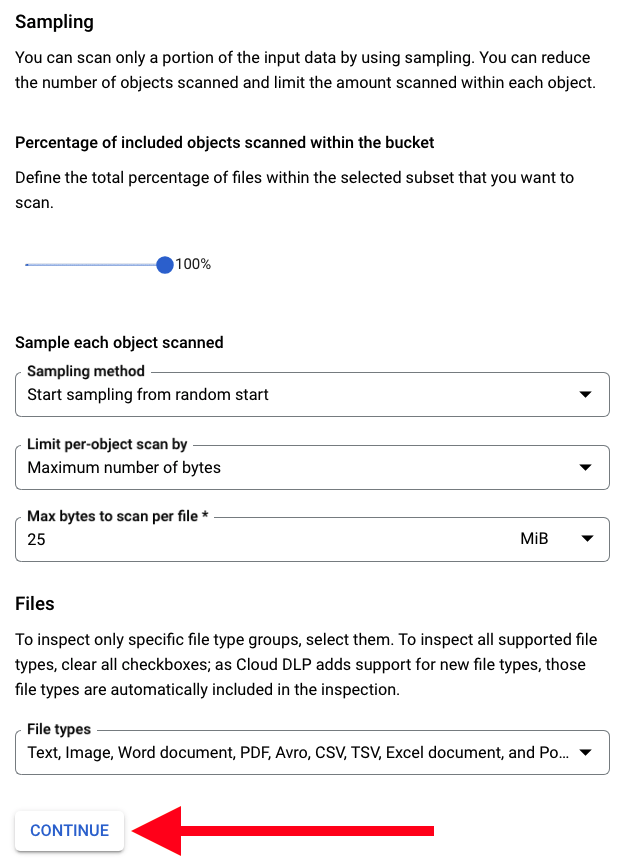 Sampling
You can scan only a portion of the input data by using sampling. You can reduce
the number of objects scanned and limit the amount scanned within each object.
Percentage of included objects scanned within the bucket
Define the total percentage of files within the selected subset that you want to
scan.
100%
Sample each object scanned
Sampling method
Start sampling from random start
Limit per-object scan by
Maximum number of bytes
Max bytes to scan per file *
25 MiB
Files
To inspect only specific file type groups, select them. To inspect all supported file
types, clear all checkboxes; as Cloud DLP adds support for new file types, those
file types are automatically included in the inspection.
File types
Text, Image, Word document, PDF, Avro, CSV, TSV, Excel document, and Po...
CONTINUE